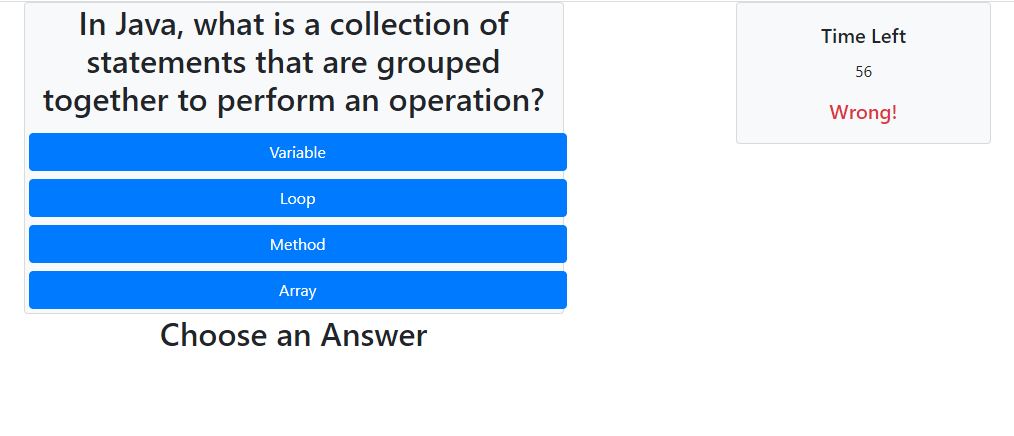 In Java, what is a collection of
statements that are grouped
together to perform an operation?
Variable
Loop
Method
Array
Choose an Answer
Time Left
56
Wrong!